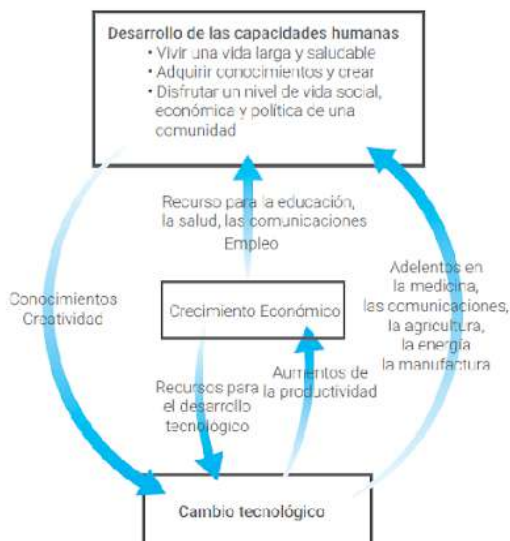 Desarrollo de las capacidades humanas
• Vivir una vida larga y saludable
• Adquirir conocimientos y crear
• Disfrutar un nivel de vida social,
económica y política de una
comunidad
Recurso para la educación,
la salud, las comunicaciones
Empleo
Conocimientos
Creatividad
Adelentos en
la medicina,
las comunicaciones,
la agricultura,
la energía
la manufactura
Crecimiento Económico
Recursos para
el desarrollo
tecnológico
Aumentos de
la productividad
Cambio tecnológico